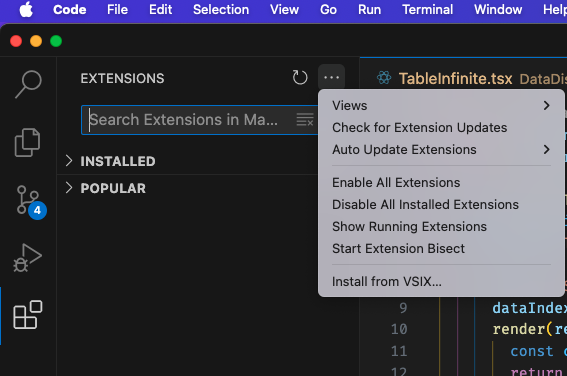 Code File Edit Selection View Go Run Terminal Window Help
EXTENSIONS
TableInfinite.tsx
Search Extensions in Ma...
INSTALLED
POPULAR
4
Views
Check for Extension Updates
Auto Update Extensions
Enable All Extensions
Disable All Installed Extensions
Show Running Extensions
Start Extension Bisect
Install from VSIX...
9 dataIndex
10 render(re
11 const
return